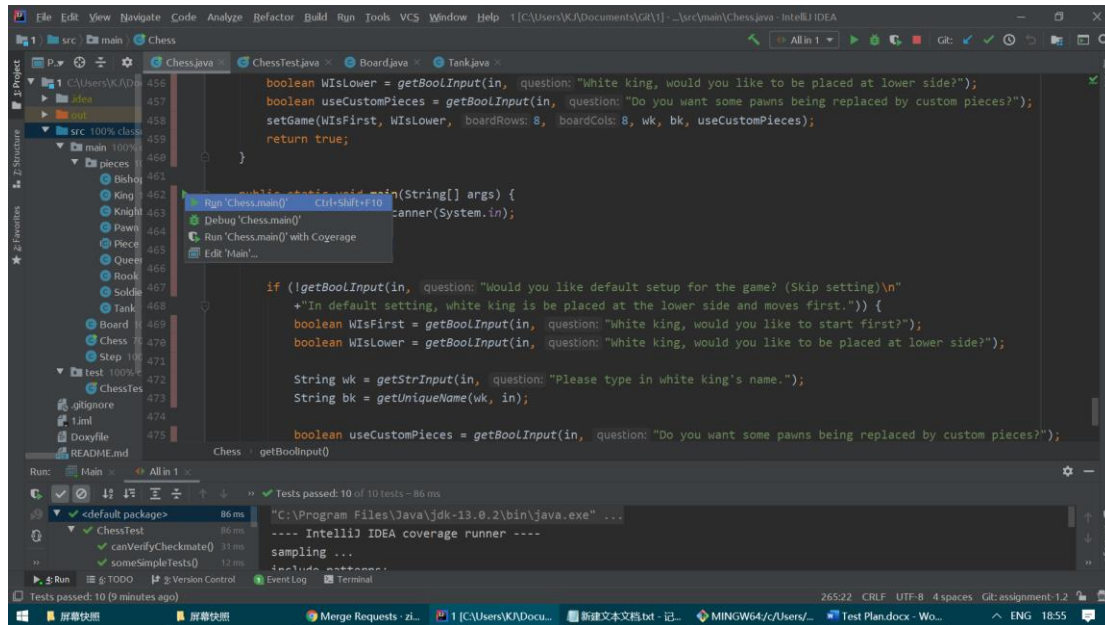 File Edit View Navigate Code Analyze Refactor Build Run Tools VCS Window Help 1 [C:\Users\KJ\Documents\Git\1] - ...\src\main\Chess.java - IntelliJ IDEA
1 src main Chess All in 1 Git:
P.. Chess.java ChessTest.java Board.java Tank.java
1: Project
2: Structure
2: Favorites
1 C:\Users\KJ\Do
.idea
out
src 100% class
main 100%
pieces
Bishop
King
Knight
Pawn
Piece
Queen
Rook
Soldie
Tank
Board
Chess
Step
test 100%
ChessTes
.gitignore
1.iml
Doxyfile
README.md
456 boolean WIsLower = getBoolInput(in, question: "White king, would you like to be placed at lower side?");
457 boolean useCustomPieces = getBoolInput(in, question: "Do you want some pawns being replaced by custom pieces?");
458 setGame(WIsFirst, WIsLower, boardRows: 8, boardCols: 8, wk, bk, useCustomPieces);
459 return true;
460 }
461
462 public static void main(String[] args) {
463 canner(System.in);
464
465
466
467 if (!getBoolInput(in, question: "Would you like default setup for the game? (Skip setting)\n"
468 +"In default setting, white king is be placed at the lower side and moves first.")) {
469 boolean WIsFirst = getBoolInput(in, question: "White king, would you like to start first?");
470 boolean WIsLower = getBoolInput(in, question: "White king, would you like to be placed at lower side?");
471
472 String wk = getStrInput(in, question: "Please type in white king's name.");
473 String bk = getUniqueName(wk, in);
474
475 boolean useCustomPieces = getBoolInput(in, question: "Do you want some pawns being replaced by custom pieces?");
Run 'Chess.main()' Ctrl+Shift+F10
Debug 'Chess.main()'
Run 'Chess.main()' with Coverage
Edit 'Main'...
Chess getBoolInput()
Run: Main All in 1
Tests passed: 10 of 10 tests – 86 ms
<default package> 86 ms
ChessTest 86 ms
canVerifyCheckmate() 31 ms
someSimpleTests() 12 ms
"C:\Program Files\Java\jdk-13.0.2\bin\java.exe" ...
---- IntelliJ IDEA coverage runner ----
sampling ...
include patterns:
4: Run 6: TODO 9: Version Control Event Log Terminal
Tests passed: 10 (9 minutes ago) 265:22 CRLF UTF-8 4 spaces Git: assignment-1.2
屏幕快照 屏幕快照 Merge Requests · zi... 1 [C:\Users\KJ\Docu... 新建文本文档.txt - 记... MINGW64:/c/Users/... Test Plan.docx - Wo... ENG 18:55